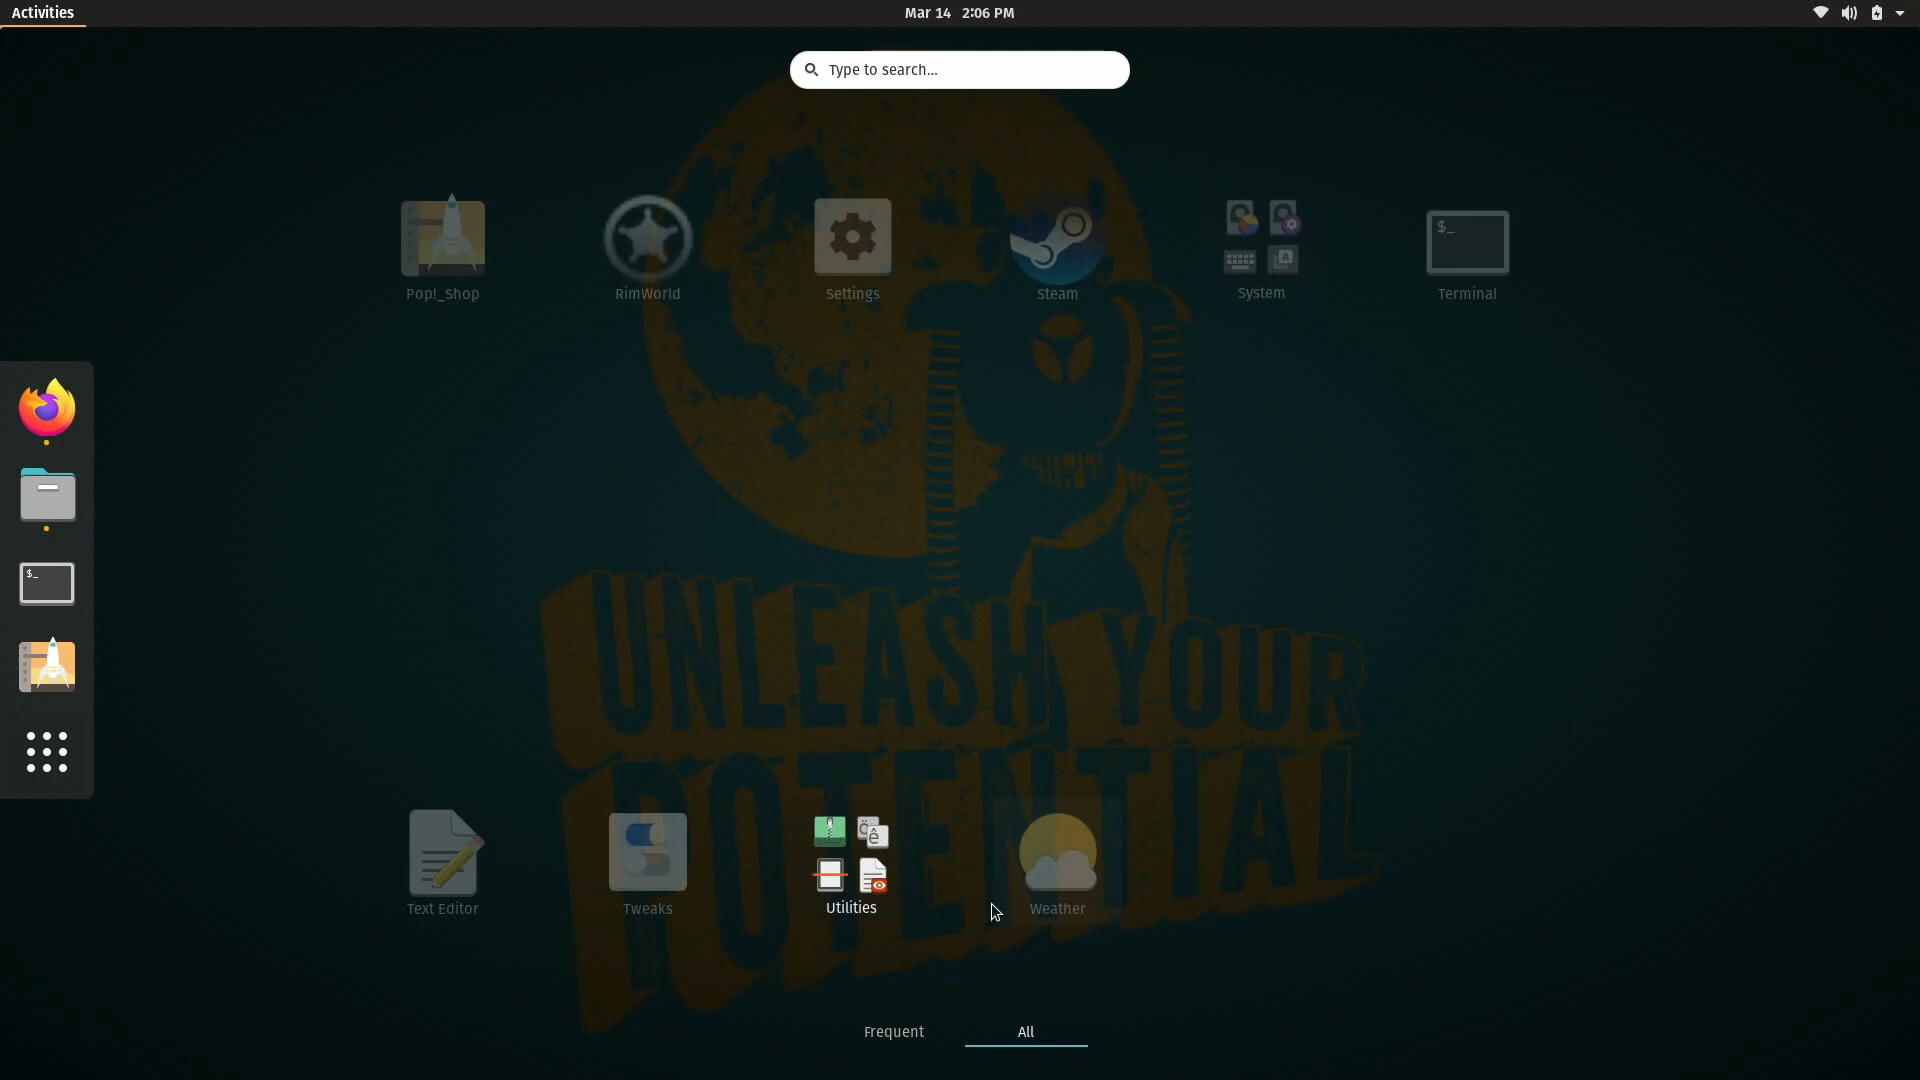 Activities
Mar 14 2:06 PM
Type to search...
Pop!_Shop
RimWorld
Settings
Steam
System
Terminal
$_
$_
UNLEASH YOUR
POTENTIAL
Text Editor
Tweaks
Utilities
Weather
Frequent
All